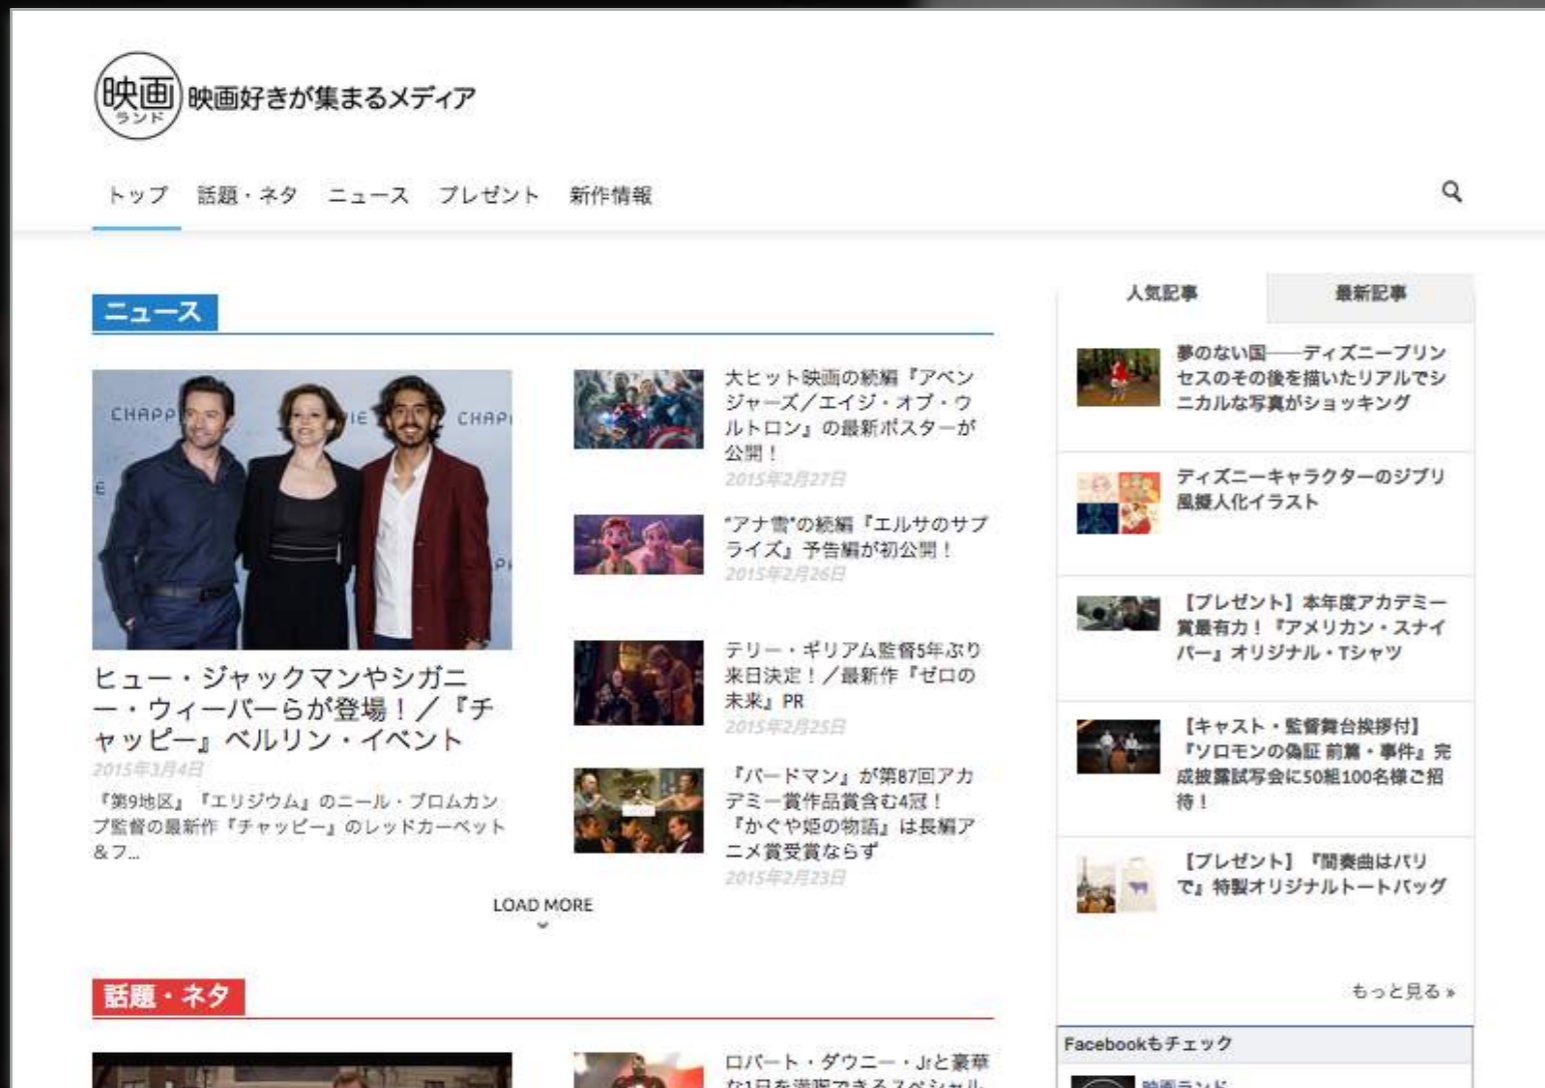 映画
ランド
映画好きが集まるメディア
トップ 話題・ネタ ニュース プレゼント 新作情報
ニュース
CHAPP
IE
CHAPI
E
ヒュー・ジャックマンやシガニ
ー・ウィーバーらが登場！／『チ
ャッピー』ベルリン・イベント
2015年3月4日
『第9地区』『エリジウム』のニール・ブロムカン
プ監督の最新作『チャッピー』のレッドカーペット
＆フ...
大ヒット映画の続編『アベン
ジャーズ／エイジ・オブ・ウ
ルトロン』の最新ポスターが
公開！
2015年2月27日
"アナ雪"の続編『エルサのサプ
ライズ』予告編が初公開！
2015年2月26日
テリー・ギリアム監督5年ぶり
来日決定！／最新作『ゼロの
未来』PR
2015年2月25日
『バードマン』が第87回アカ
デミー賞作品賞含む4冠！
『かぐや姫の物語』は長編ア
ニメ賞受賞ならず
2015年2月23日
LOAD MORE
話題・ネタ
ロバート・ダウニー・Jrと豪華
な1日を満喫できるスペシャル
人気記事 最新記事
夢のない国──ディズニープリン
セスのその後を描いたリアルでシ
ニカルな写真がショッキング
ディズニーキャラクターのジブリ
風擬人化イラスト
【プレゼント】本年度アカデミー
賞最有力！『アメリカン・スナイ
パー』オリジナル・Tシャツ
【キャスト・監督舞台挨拶付】
『ソロモンの偽証 前篇・事件』完
成披露試写会に50組100名様ご招
待！
【プレゼント】『間奏曲はパリ
で』特製オリジナルトートバッグ
もっと見る »
Facebookもチェック
映画ランド